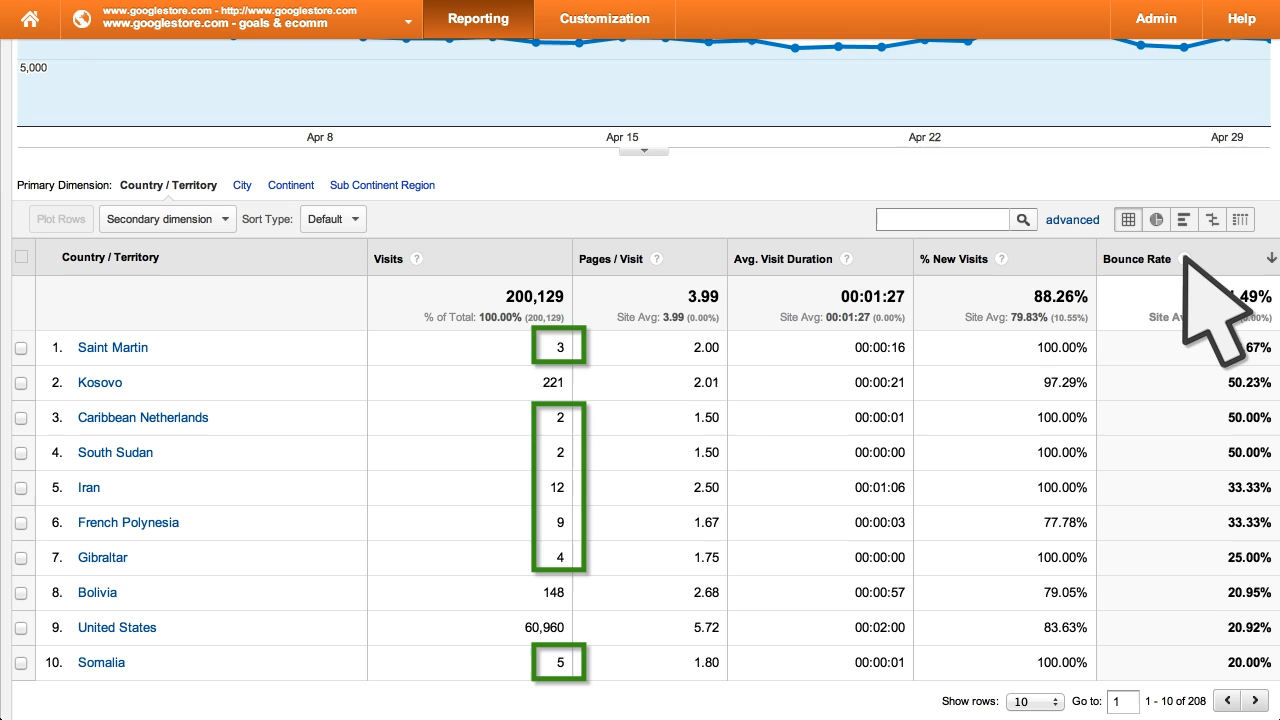 www.googlestore.com - http://www.googlestore.com
www.googlestore.com - goals & ecomm
Reporting
Customization
Admin
Help
5,000
Apr 8 Apr 15 Apr 22 Apr 29
Primary Dimension: Country / Territory City Continent Sub Continent Region
Plot Rows Secondary dimension Sort Type: Default advanced
Country / Territory Visits ? Pages / Visit ? Avg. Visit Duration ? % New Visits ? Bounce Rate
200,129 3.99 00:01:27 88.26% .49%
% of Total: 100.00% (200,129) Site Avg: 3.99 (0.00%) Site Avg: 00:01:27 (0.00%) Site Avg: 79.83% (10.55%) Site
1. Saint Martin 3 2.00 00:00:16 100.00% .67%
2. Kosovo 221 2.01 00:00:21 97.29% 50.23%
3. Caribbean Netherlands 2 1.50 00:00:01 100.00% 50.00%
4. South Sudan 2 1.50 00:00:00 100.00% 50.00%
5. Iran 12 2.50 00:01:06 100.00% 33.33%
6. French Polynesia 9 1.67 00:00:03 77.78% 33.33%
7. Gibraltar 4 1.75 00:00:00 100.00% 25.00%
8. Bolivia 148 2.68 00:00:57 79.05% 20.95%
9. United States 60,960 5.72 00:02:00 83.63% 20.92%
10. Somalia 5 1.80 00:00:01 100.00% 20.00%
Show rows: 10 Go to: 1 1 - 10 of 208